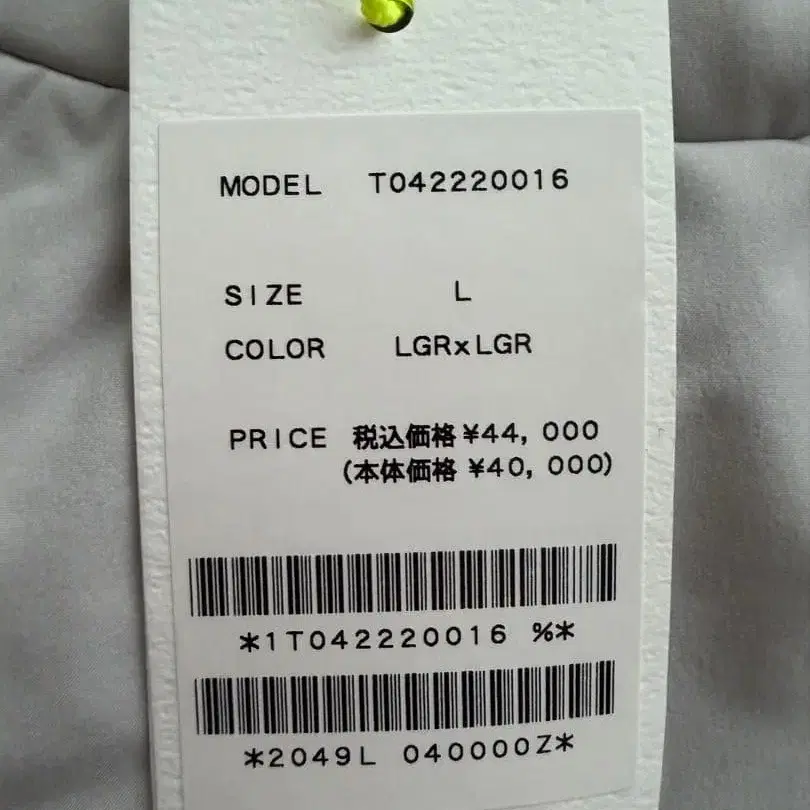 MODEL T042220016
SIZE L
COLOR LGRxLGR
PRICE 税込価格 ¥44, 000
(本体価格 ¥40, 000)
*1T042220016 %*
*2049L 040000Z*